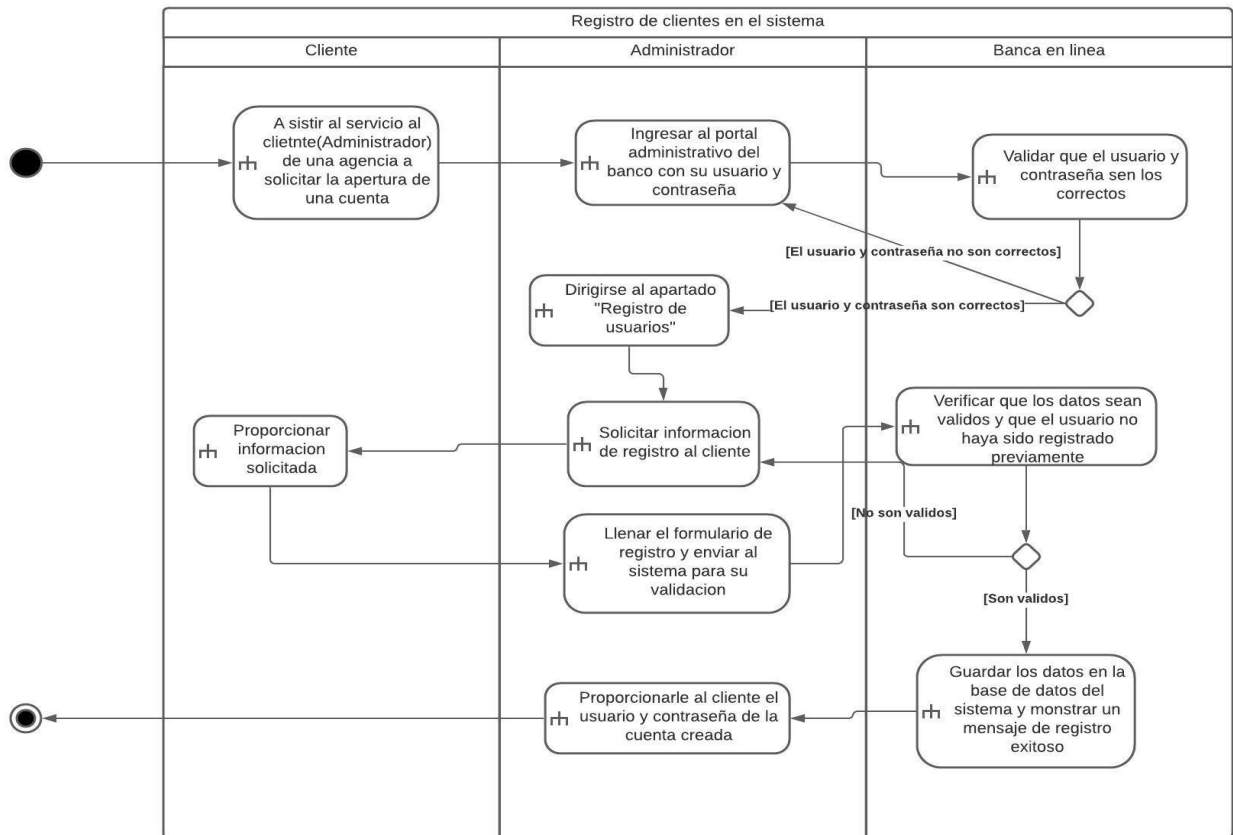 Registro de clientes en el sistema
Cliente
Administrador
Banca en linea
A sistir al servicio al
clietnte(Administrador)
de una agencia a
solicitar la apertura de
una cuenta
Ingresar al portal
administrativo del
banco con su usuario y
contraseña
Validar que el usuario y
contraseña sen los
correctos
[El usuario y contraseña no son correctos]
Dirigirse al apartado
"Registro de
usuarios"
[El usuario y contraseña son correctos]
Proporcionar
informacion
solicitada
Solicitar informacion
de registro al cliente
Verificar que los datos sean
validos y que el usuario no
haya sido registrado
previamente
[No son validos]
Llenar el formulario de
registro y enviar al
sistema para su
validacion
[Son validos]
Proporcionarle al cliente el
usuario y contraseña de la
cuenta creada
Guardar los datos en la
base de datos del
sistema y monstrar un
mensaje de registro
exitoso